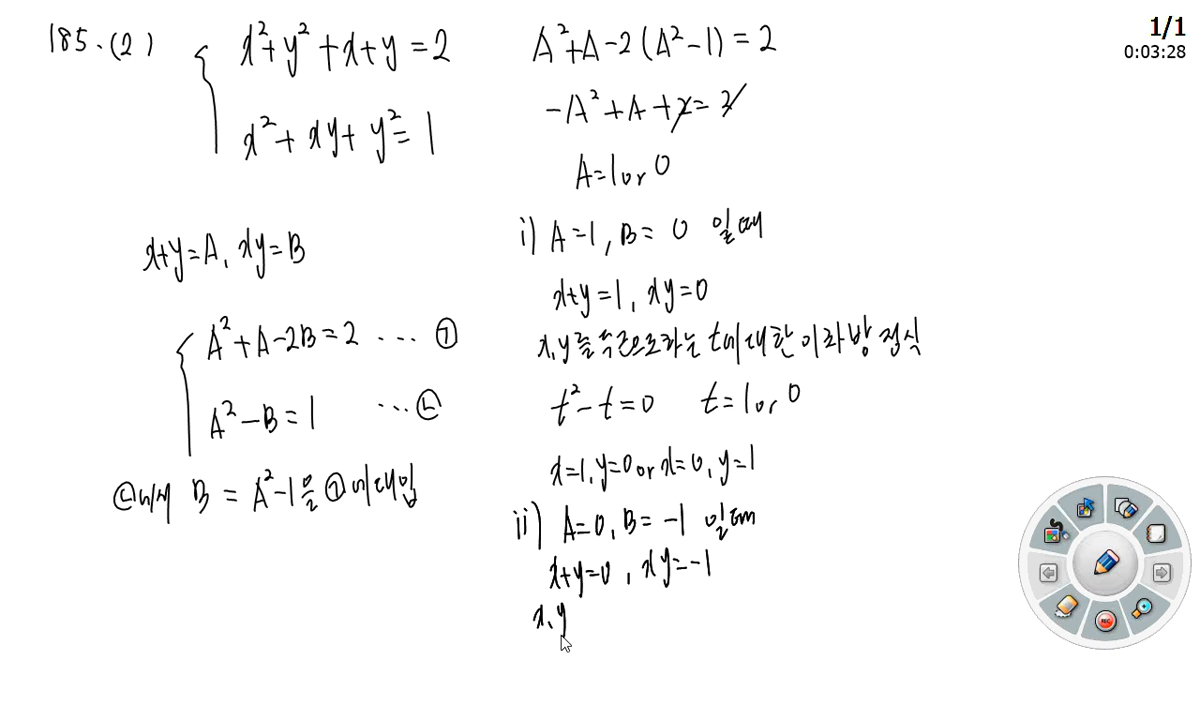 185.(2)
x²+y²+x+y=2
x²+xy+y²=1
x+y=A, xy=B
A²+A-2B=2 ... ㉠
A²-B=1 ... ㉡
㉡에서 B=A²-1을 ㉠에 대입
A²+A-2(A²-1)=2
-A²+A+2=2
A=1 or 0
i) A=1, B=0 일 때
x+y=1, xy=0
x,y를 두 근으로 하는 t에 대한 이차방정식
t²-t=0 t=1 or 0
x=1, y=0 or x=0, y=1
ii) A=0, B=-1 일 때
x+y=0, xy=-1
x,y
1/1
0:03:28
REC